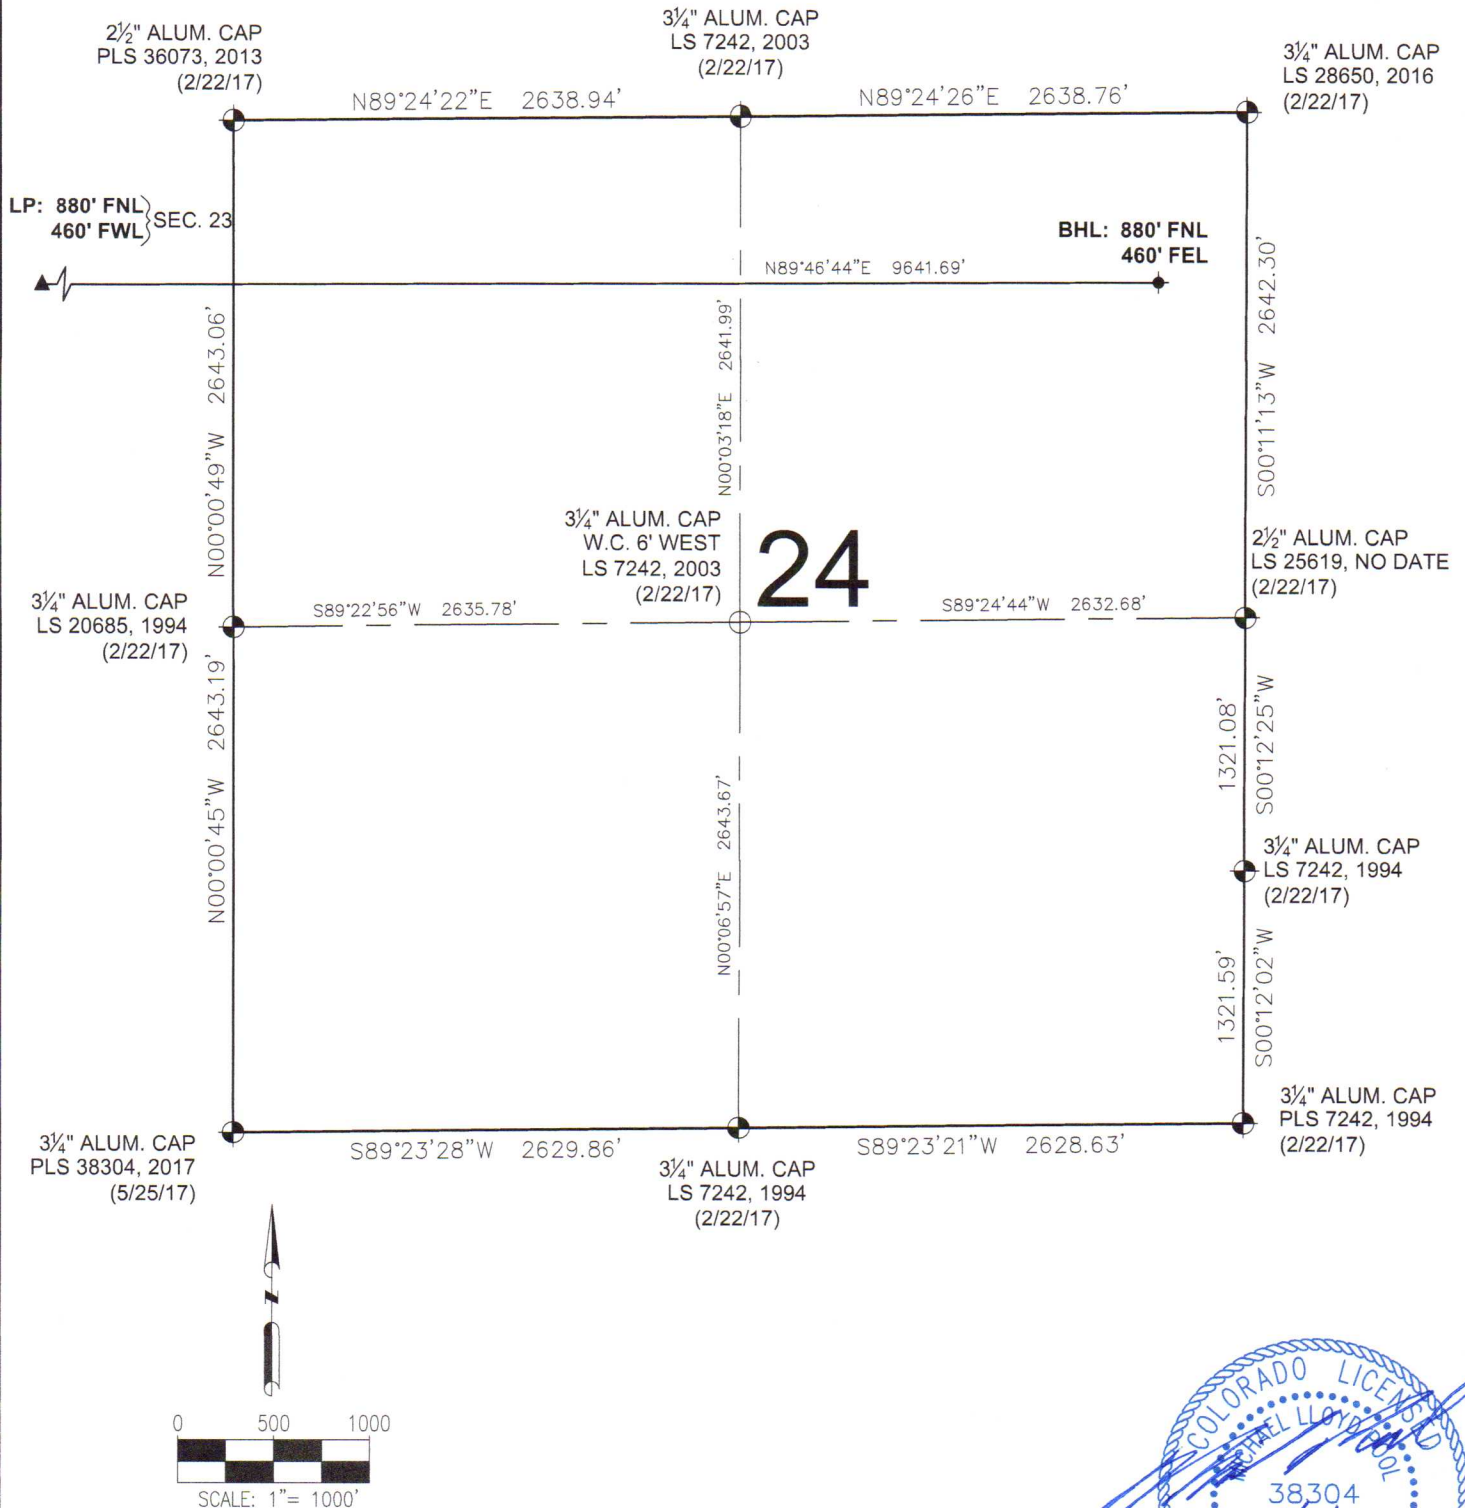 2½" ALUM. CAP
PLS 36073, 2013
(2/22/17)
3¼" ALUM. CAP
LS 7242, 2003
(2/22/17)
3¼" ALUM. CAP
LS 28650, 2016
(2/22/17)
N89°24'22"E 2638.94'
N89°24'26"E 2638.76'
LP: 880' FNL
460' FWL
SEC. 23
BHL: 880' FNL
460' FEL
N89°46'44"E 9641.69'
N00°00'49"W 2643.06'
N00°03'18"E 2641.99'
S00°11'13"W 2642.30'
3¼" ALUM. CAP
W.C. 6' WEST
LS 7242, 2003
(2/22/17)
24
2½" ALUM. CAP
LS 25619, NO DATE
(2/22/17)
3¼" ALUM. CAP
LS 20685, 1994
(2/22/17)
S89°22'56"W 2635.78'
S89°24'44"W 2632.68'
N00°00'45"W 2643.19'
N00°06'57"E 2643.67'
1321.08'
S00°12'25"W
3¼" ALUM. CAP
LS 7242, 1994
(2/22/17)
1321.59'
S00°12'02"W
3¼" ALUM. CAP
PLS 38304, 2017
(5/25/17)
S89°23'28"W 2629.86'
3¼" ALUM. CAP
LS 7242, 1994
(2/22/17)
S89°23'21"W 2628.63'
3¼" ALUM. CAP
PLS 7242, 1994
(2/22/17)
N
0 500 1000
SCALE: 1"= 1000'
COLORADO LICENSED
MICHAEL LLOYD POOL
38304